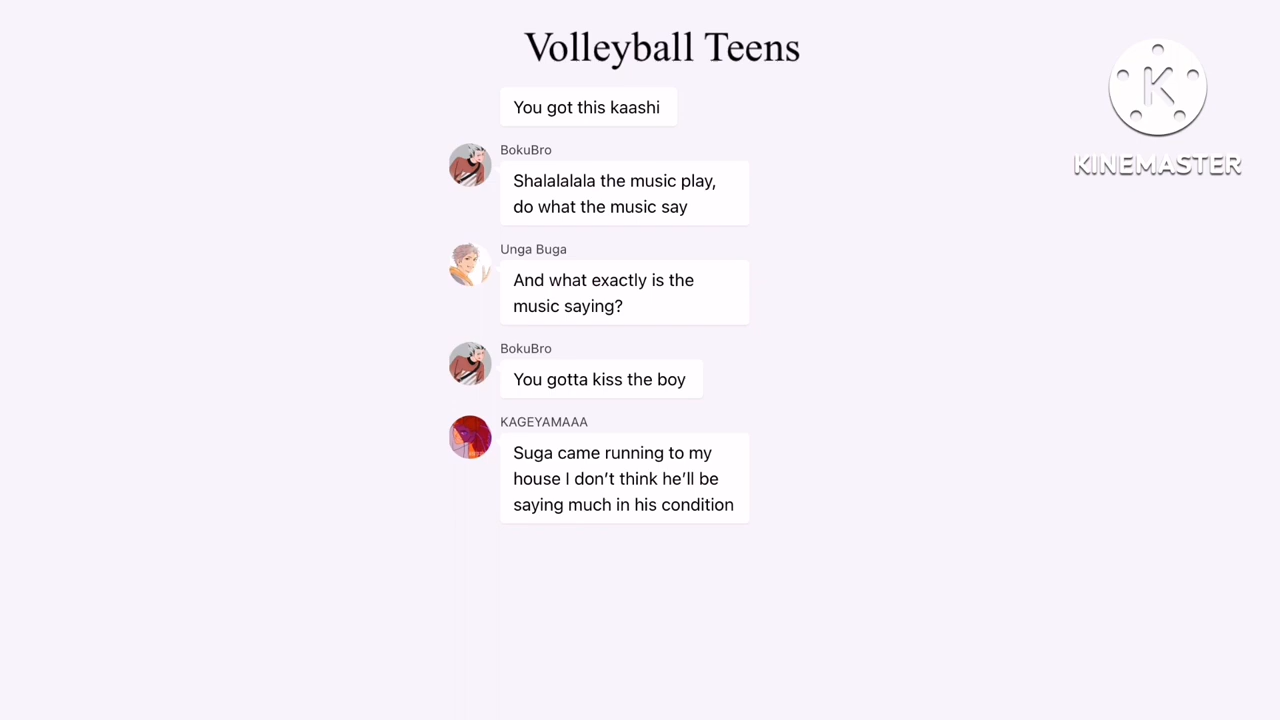 Volleyball Teens
You got this kaashi
BokuBro
Shalalalala the music play,
do what the music say
Unga Buga
And what exactly is the
music saying?
BokuBro
You gotta kiss the boy
KAGEYAMAAA
Suga came running to my
house I don’t think he’ll be
saying much in his condition
K
KINEMASTER